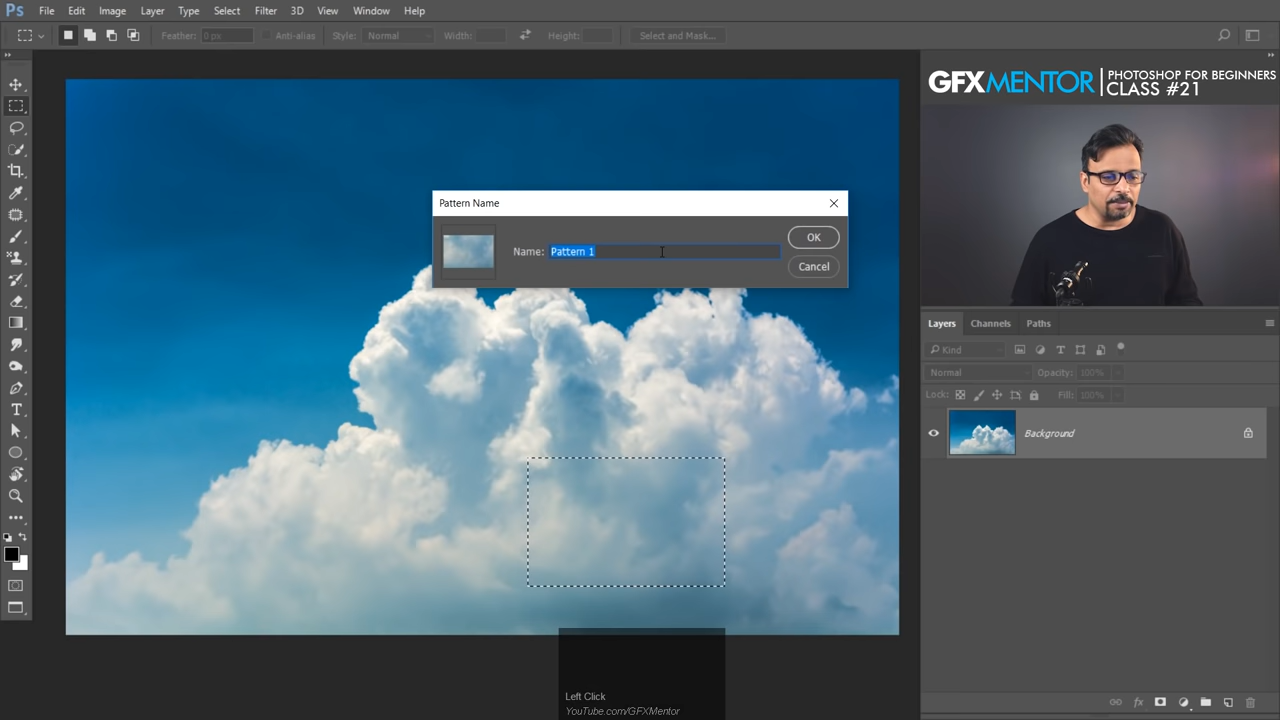 Ps File Edit Image Layer Type Select Filter 3D View Window Help
Feather: 0 px Anti-alias Style: Normal Width: Height: Select and Mask...
GFXMENTOR PHOTOSHOP FOR BEGINNERS
CLASS #21
Pattern Name
Name: Pattern 1
OK
Cancel
Layers Channels Paths
Kind
Normal Opacity: 100%
Lock: Fill: 100%
Background
fx
Left Click
YouTube.com/GFXMentor